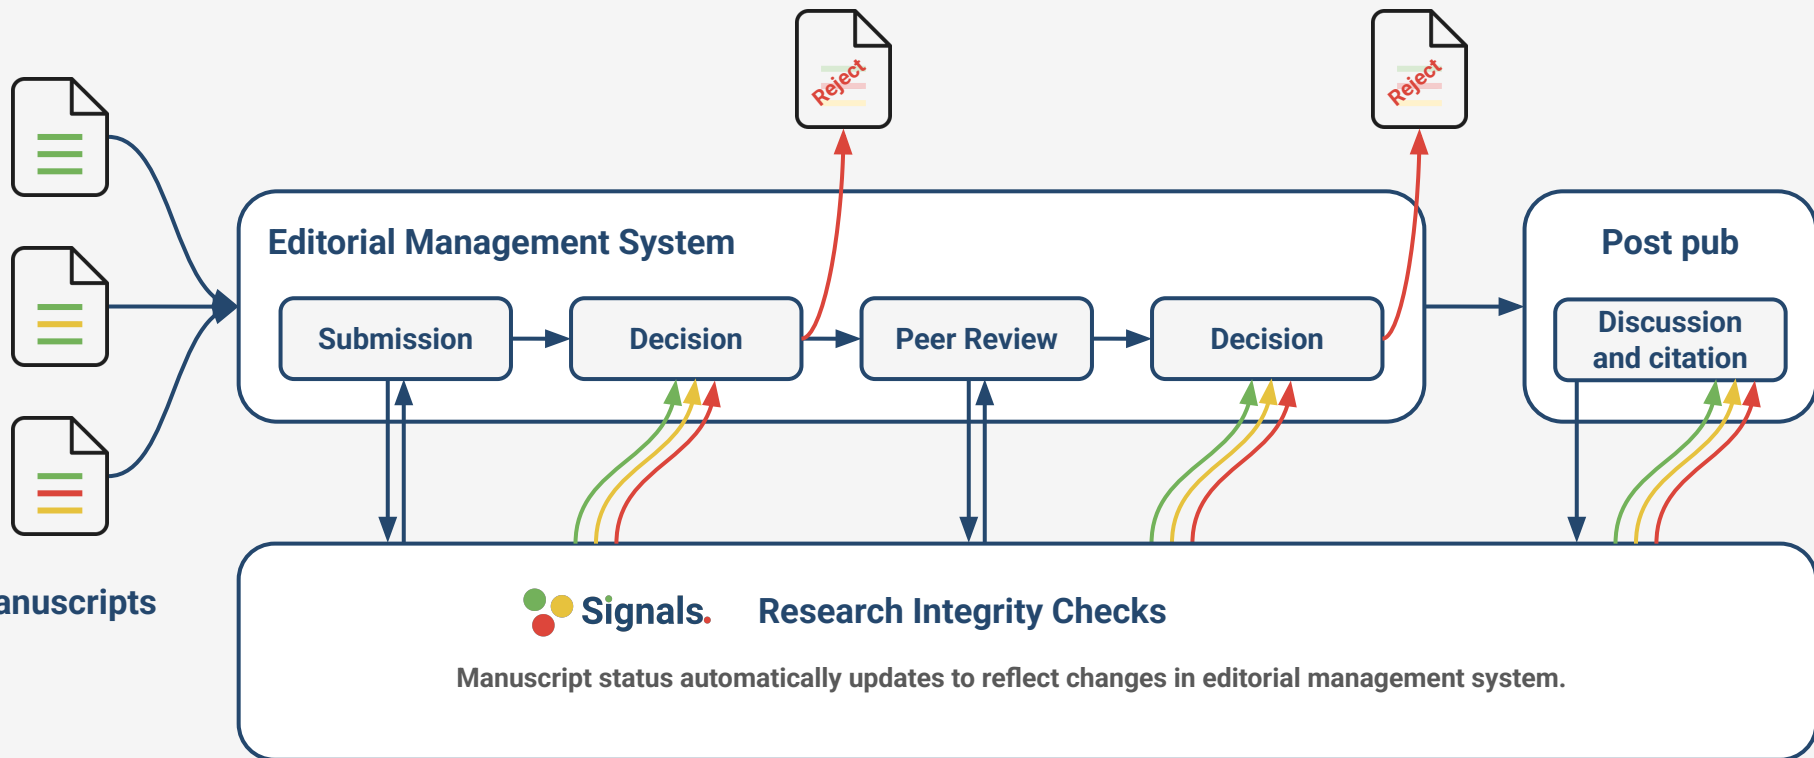 Reject
Reject
Editorial Management System
Post pub
Submission
Decision
Peer Review
Decision
Discussion
and citation
anuscripts
Signals.
Research Integrity Checks
Manuscript status automatically updates to reflect changes in editorial management system.